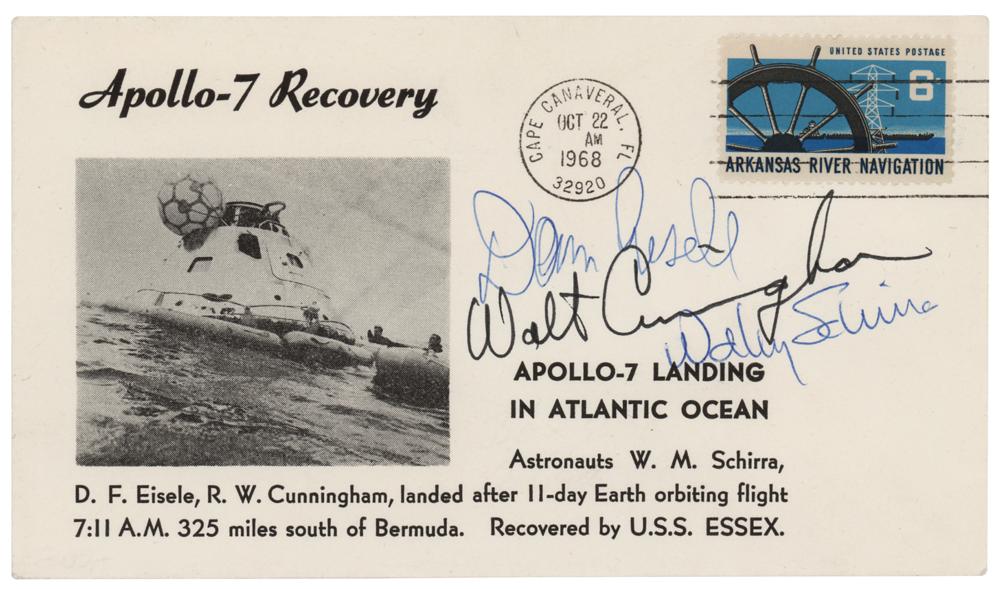 Apollo-7 Recovery
CAPE CANAVERAL, FL
OCT 22
AM
1968
32920
UNITED STATES POSTAGE
6
ARKANSAS RIVER NAVIGATION
Donn Eisele
Walt Cunningham
Wally Schirra
APOLLO-7 LANDING
IN ATLANTIC OCEAN
Astronauts W. M. Schirra,
D. F. Eisele, R. W. Cunningham, landed after 11-day Earth orbiting flight
7:11 A.M. 325 miles south of Bermuda. Recovered by U.S.S. ESSEX.